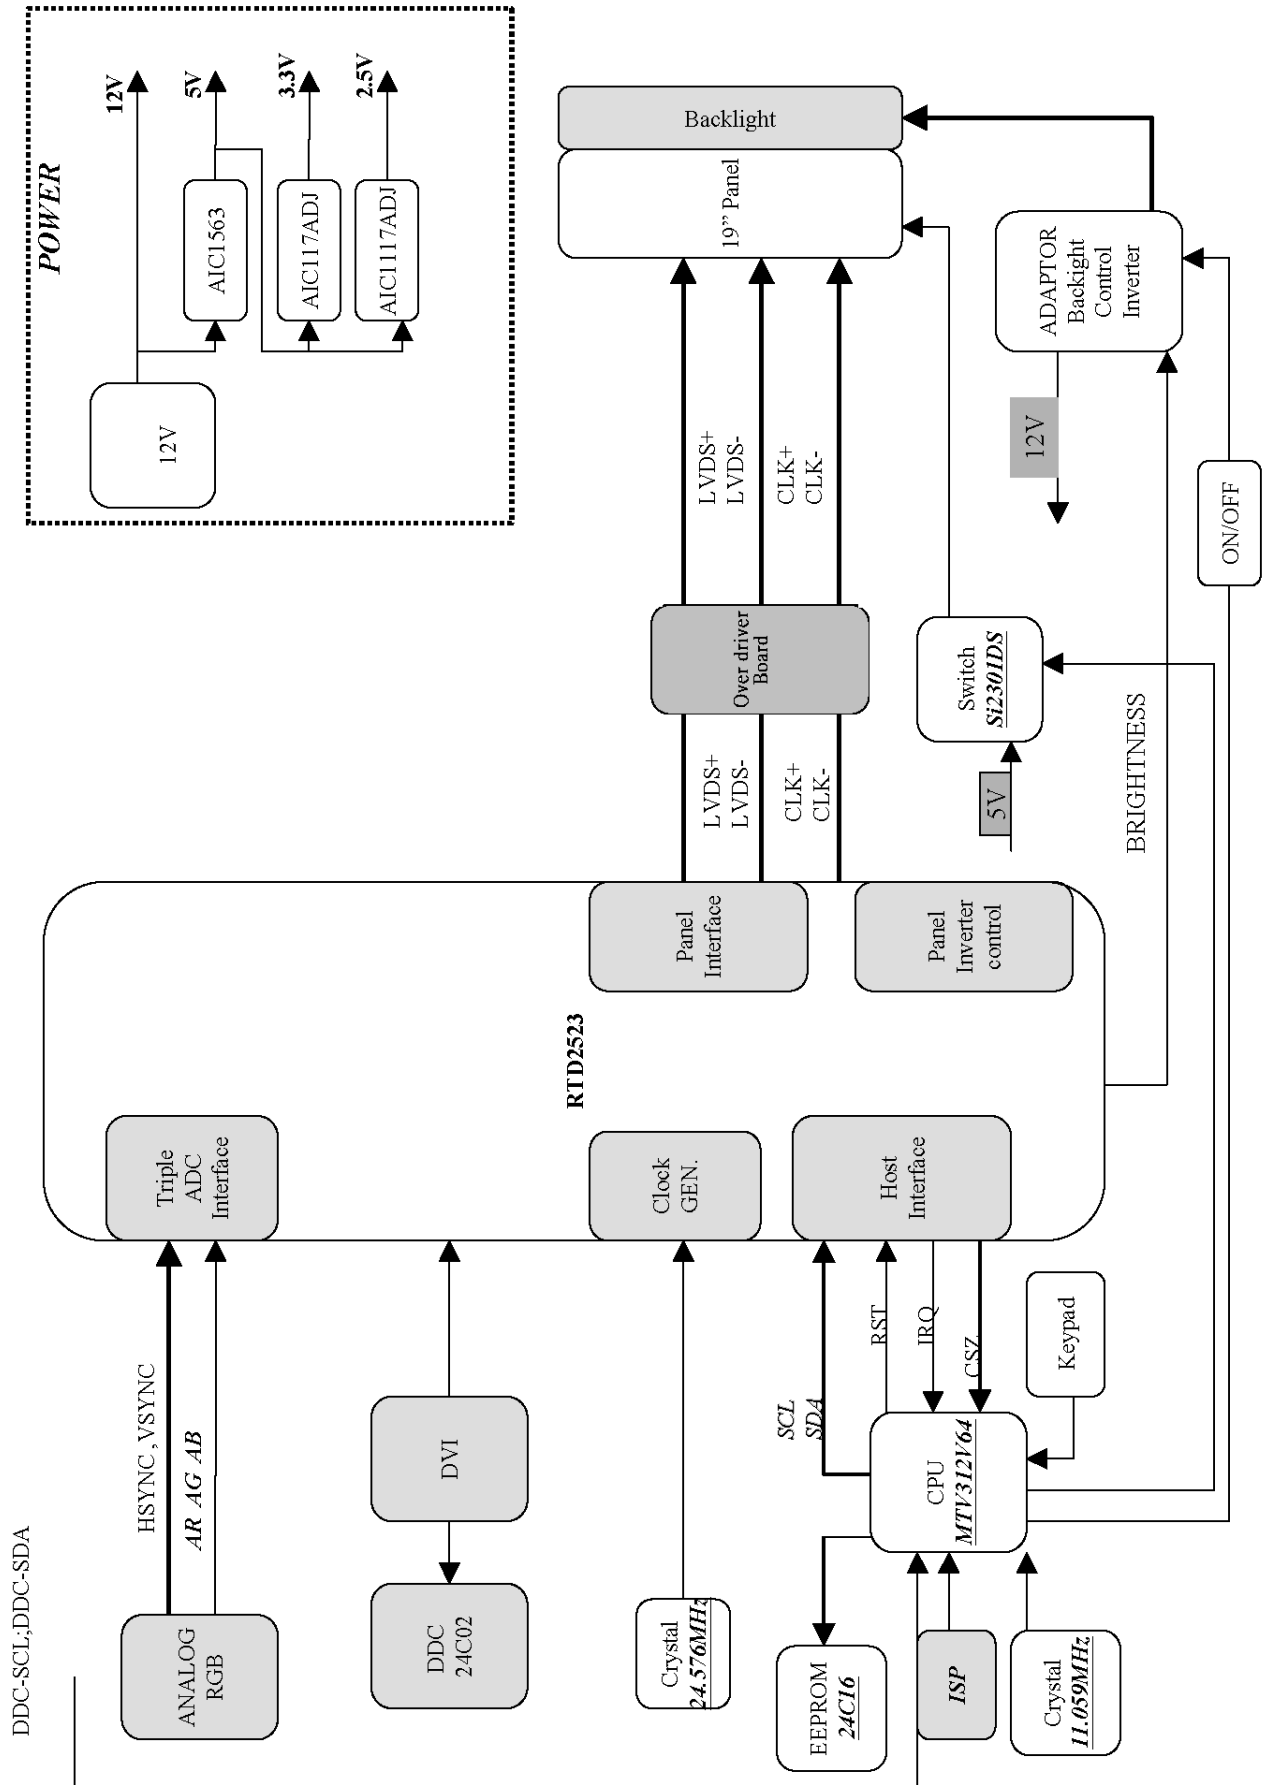 POWER
12V
5V
3.3V
2.5V
12V
AIC1563
AIC117ADJ
AIC1117ADJ
Backlight
19” Panel
ADAPTOR
Backight
Control
Inverter
12V
ON/OFF
LVDS+
LVDS-
CLK+
CLK-
Over driver
Board
Switch
Si2301DS
5V
BRIGHTNESS
LVDS+
LVDS-
CLK+
CLK-
Panel
Interface
Panel
Inverter
control
RTD2523
Triple
ADC
Interface
Clock
GEN.
Host
Interface
HSYNC ,VSYNC
AR AG AB
DVI
SCL
SDA
RST
IRQ
CSZ
Keypad
CPU
MTV312V64
DDC-SCL;DDC-SDA
ANALOG
RGB
DDC
24C02
Crystal
24.576MHz
EEPROM
24C16
ISP
Crystal
11.059MHz